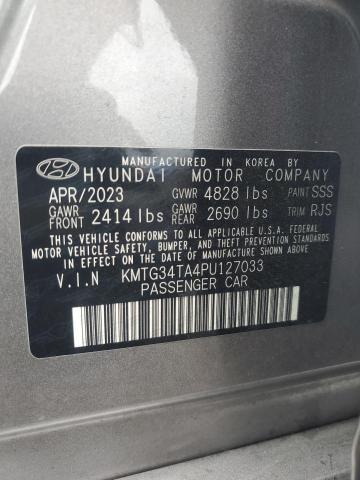 MANUFACTURED IN KOREA BY
HYUNDAI MOTOR COMPANY
APR/2023 GVWR 4828 lbs PAINT SSS
GAWR FRONT 2414 lbs GAWR REAR 2690 lbs TRIM RJS
THIS VEHICLE CONFORMS TO ALL APPLICABLE U.S. FEDERAL
MOTOR VEHICLE SAFETY, BUMPER, AND THEFT PREVENTION
STANDARDS IN EFFECT ON THE DATE OF MANUFACTURE SHOWN ABOVE.
V.I.N KMTG34TA4PU127033
PASSENGER CAR